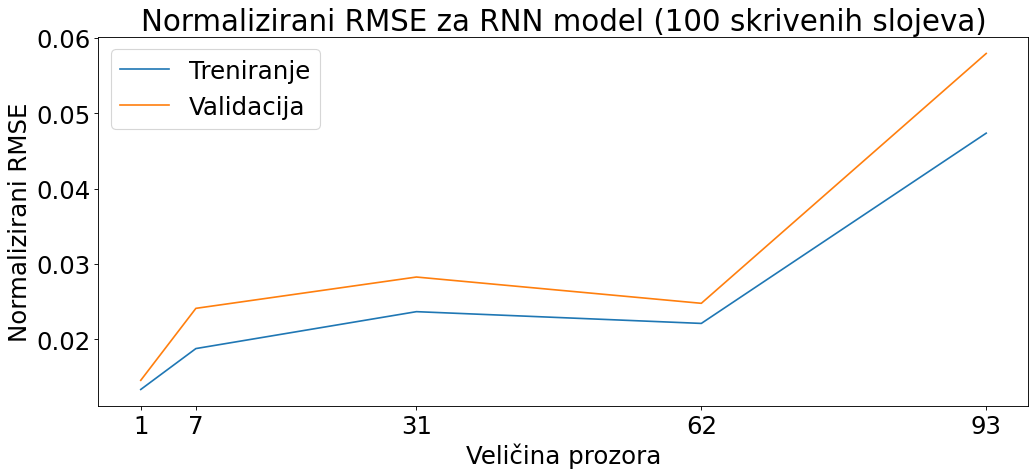 Normalizirani RMSE za RNN model (100 skrivenih slojeva)
Treniranje
Validacija
Normalizirani RMSE
0.06
0.05
0.04
0.03
0.02
1 7 31 62 93
Veličina prozora